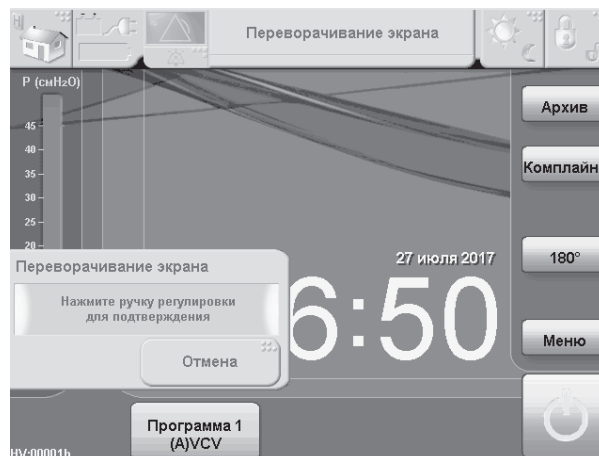 Переворачивание экрана
P (смH₂O)
45
40
35
30
25
20
Архив
Комплайн
180°
Меню
27 июля 2017
6:50
Переворачивание экрана
Нажмите ручку регулировки
для подтверждения
Отмена
Программа 1
(A)VCV
HV:00001h